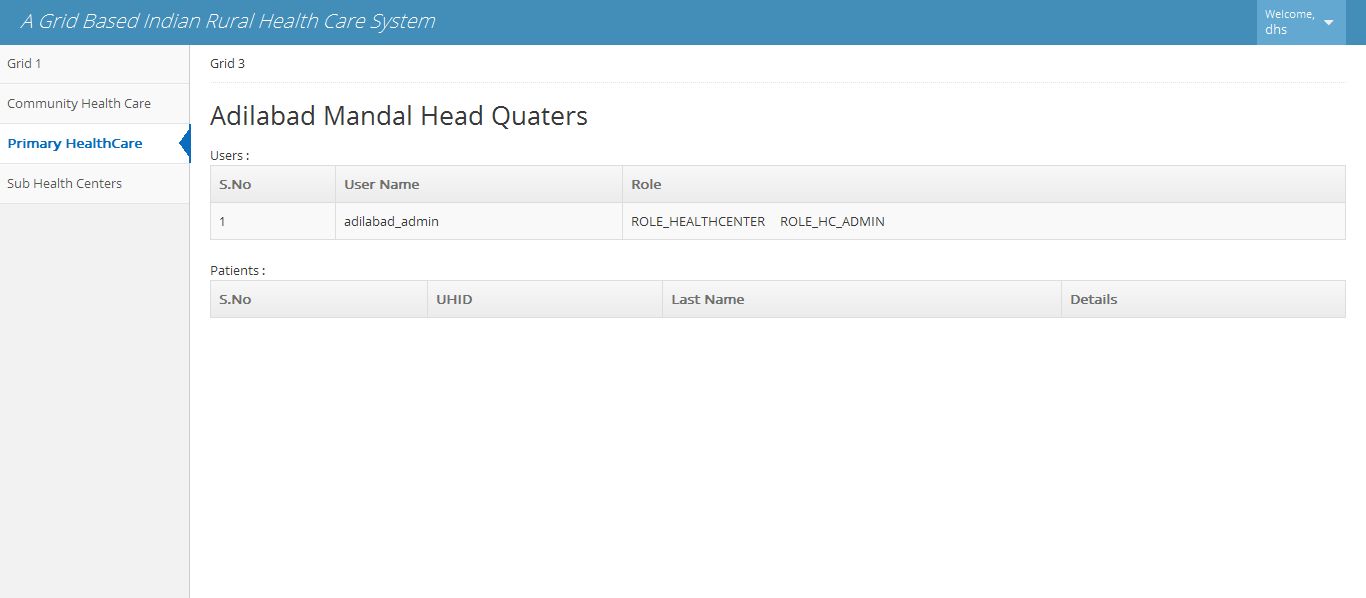 A Grid Based Indian Rural Health Care System
Welcome,
dhs
Grid 1
Community Health Care
Primary HealthCare
Sub Health Centers
Grid 3
Adilabad Mandal Head Quaters
Users :
S.No User Name Role
1 adilabad_admin ROLE_HEALTHCENTER ROLE_HC_ADMIN
Patients :
S.No UHID Last Name Details